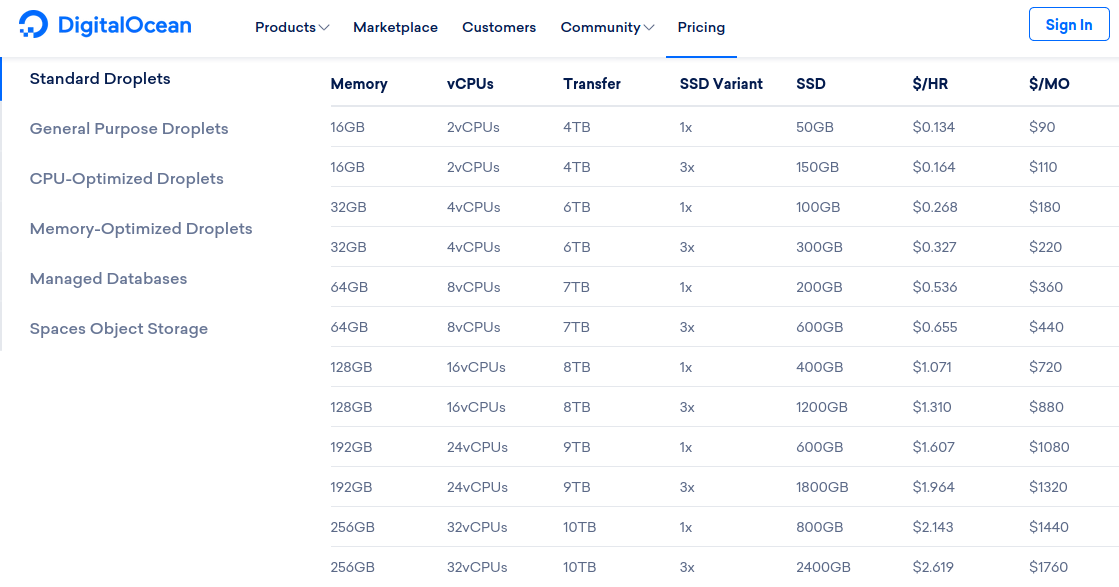 DigitalOcean
Products Marketplace Customers Community Pricing Sign In
Standard Droplets
General Purpose Droplets
CPU-Optimized Droplets
Memory-Optimized Droplets
Managed Databases
Spaces Object Storage
Memory vCPUs Transfer SSD Variant SSD $/HR $/MO
16GB 2vCPUs 4TB 1x 50GB $0.134 $90
16GB 2vCPUs 4TB 3x 150GB $0.164 $110
32GB 4vCPUs 6TB 1x 100GB $0.268 $180
32GB 4vCPUs 6TB 3x 300GB $0.327 $220
64GB 8vCPUs 7TB 1x 200GB $0.536 $360
64GB 8vCPUs 7TB 3x 600GB $0.655 $440
128GB 16vCPUs 8TB 1x 400GB $1.071 $720
128GB 16vCPUs 8TB 3x 1200GB $1.310 $880
192GB 24vCPUs 9TB 1x 600GB $1.607 $1080
192GB 24vCPUs 9TB 3x 1800GB $1.964 $1320
256GB 32vCPUs 10TB 1x 800GB $2.143 $1440
256GB 32vCPUs 10TB 3x 2400GB $2.619 $1760